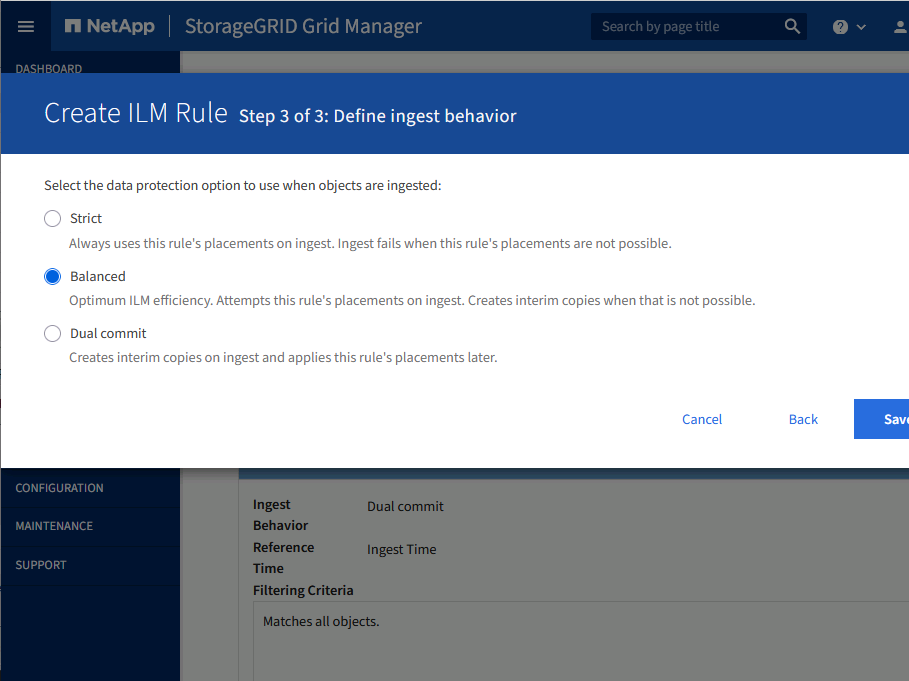 NetApp StorageGRID Grid Manager Search by page title
DASHBOARD
Create ILM Rule Step 3 of 3: Define ingest behavior
Select the data protection option to use when objects are ingested:
Strict
Always uses this rule's placements on ingest. Ingest fails when this rule's placements are not possible.
Balanced
Optimum ILM efficiency. Attempts this rule's placements on ingest. Creates interim copies when that is not possible.
Dual commit
Creates interim copies on ingest and applies this rule's placements later.
Cancel Back Save
CONFIGURATION
MAINTENANCE
SUPPORT
Ingest Behavior Dual commit
Reference Time Ingest Time
Filtering Criteria
Matches all objects.